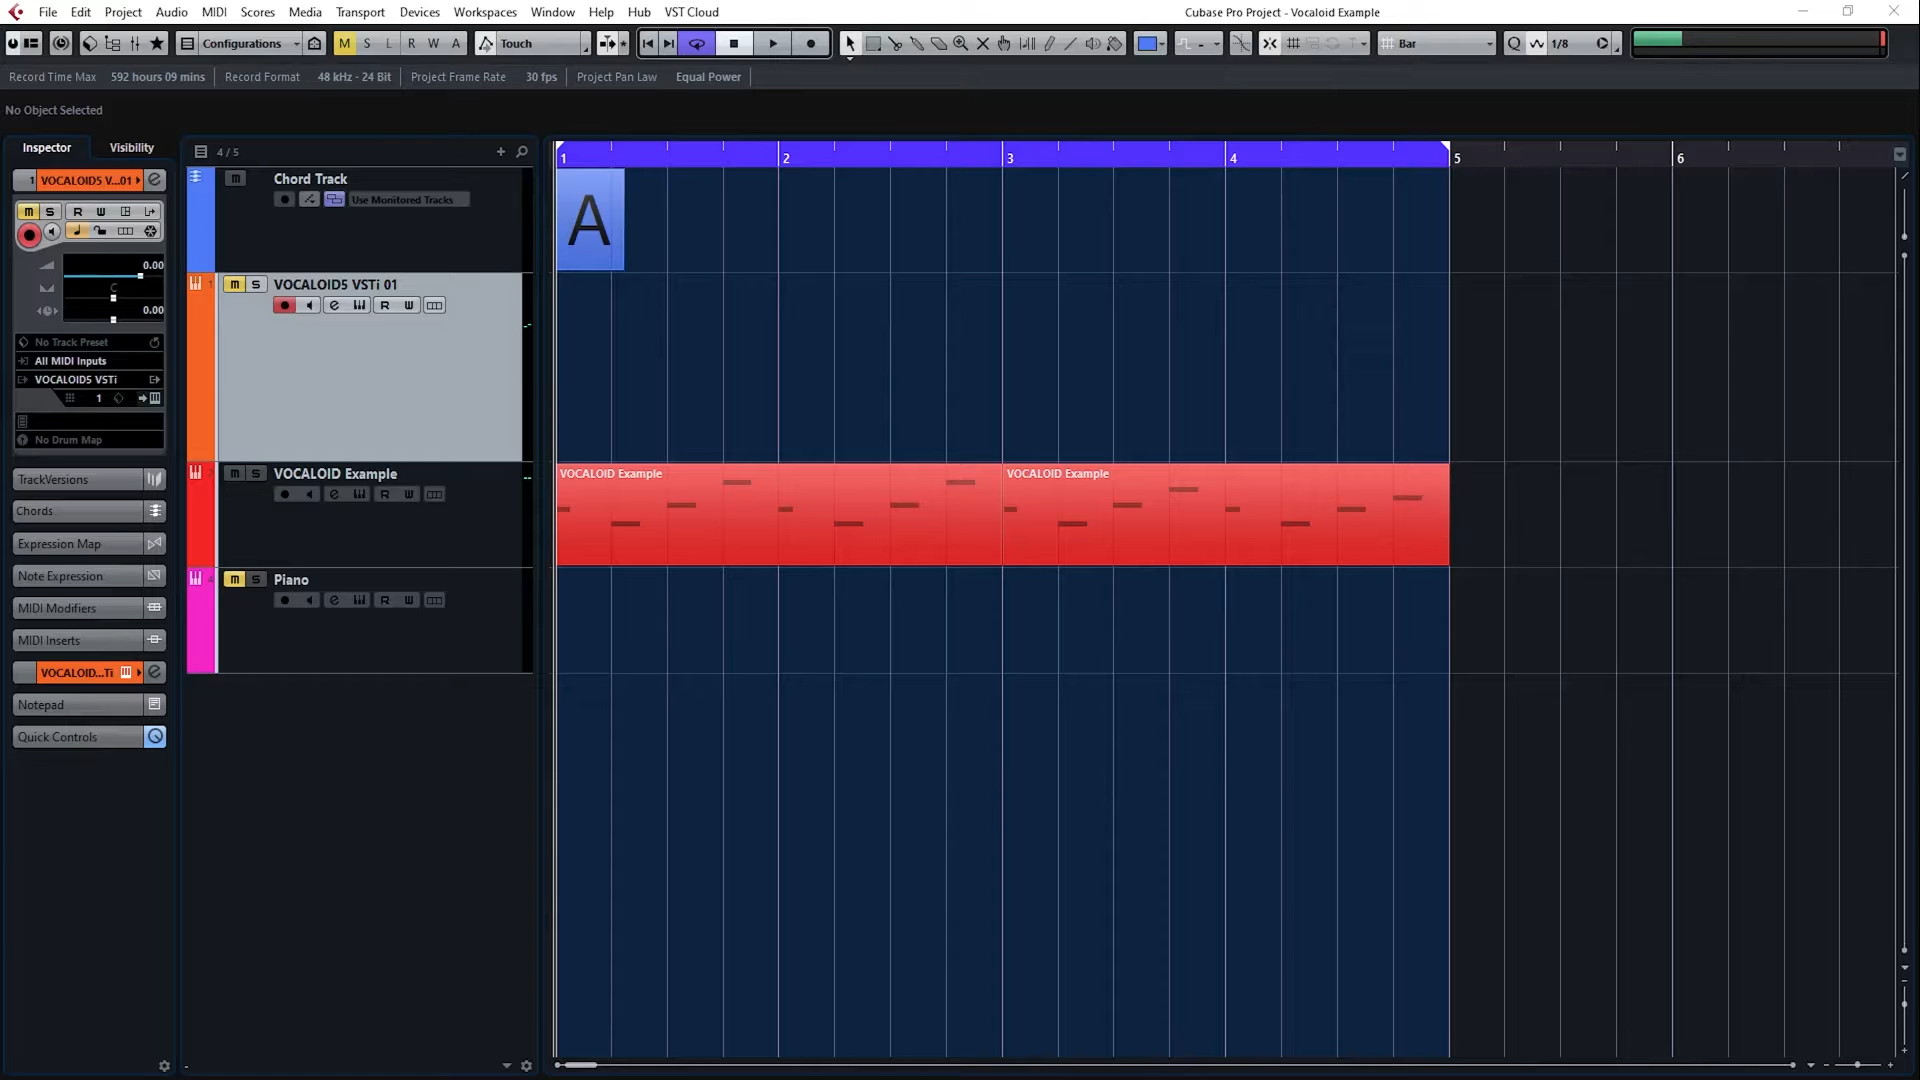 File Edit Project Audio MIDI Scores Media Transport Devices Workspaces Window Help Hub VST Cloud
Cubase Pro Project - Vocaloid Example
Configurations M S L R W A Touch Bar Q 1/8
Record Time Max 592 hours 09 mins Record Format 48 kHz - 24 Bit Project Frame Rate 30 fps Project Pan Law Equal Power
No Object Selected
Inspector Visibility
4 / 5
1 2 3 4 5 6
1 VOCALOID5 V...01
m S R W
0.00
C
0.00
No Track Preset
All MIDI Inputs
VOCALOID5 VSTi
1
No Drum Map
TrackVersions
Chords
Expression Map
Note Expression
MIDI Modifiers
MIDI Inserts
VOCALOID...Ti
Notepad
Quick Controls
m Chord Track
Use Monitored Tracks
A
1 m S VOCALOID5 VSTi 01
e R W
m S VOCALOID Example
e R W
VOCALOID Example VOCALOID Example
4 m S Piano
e R W